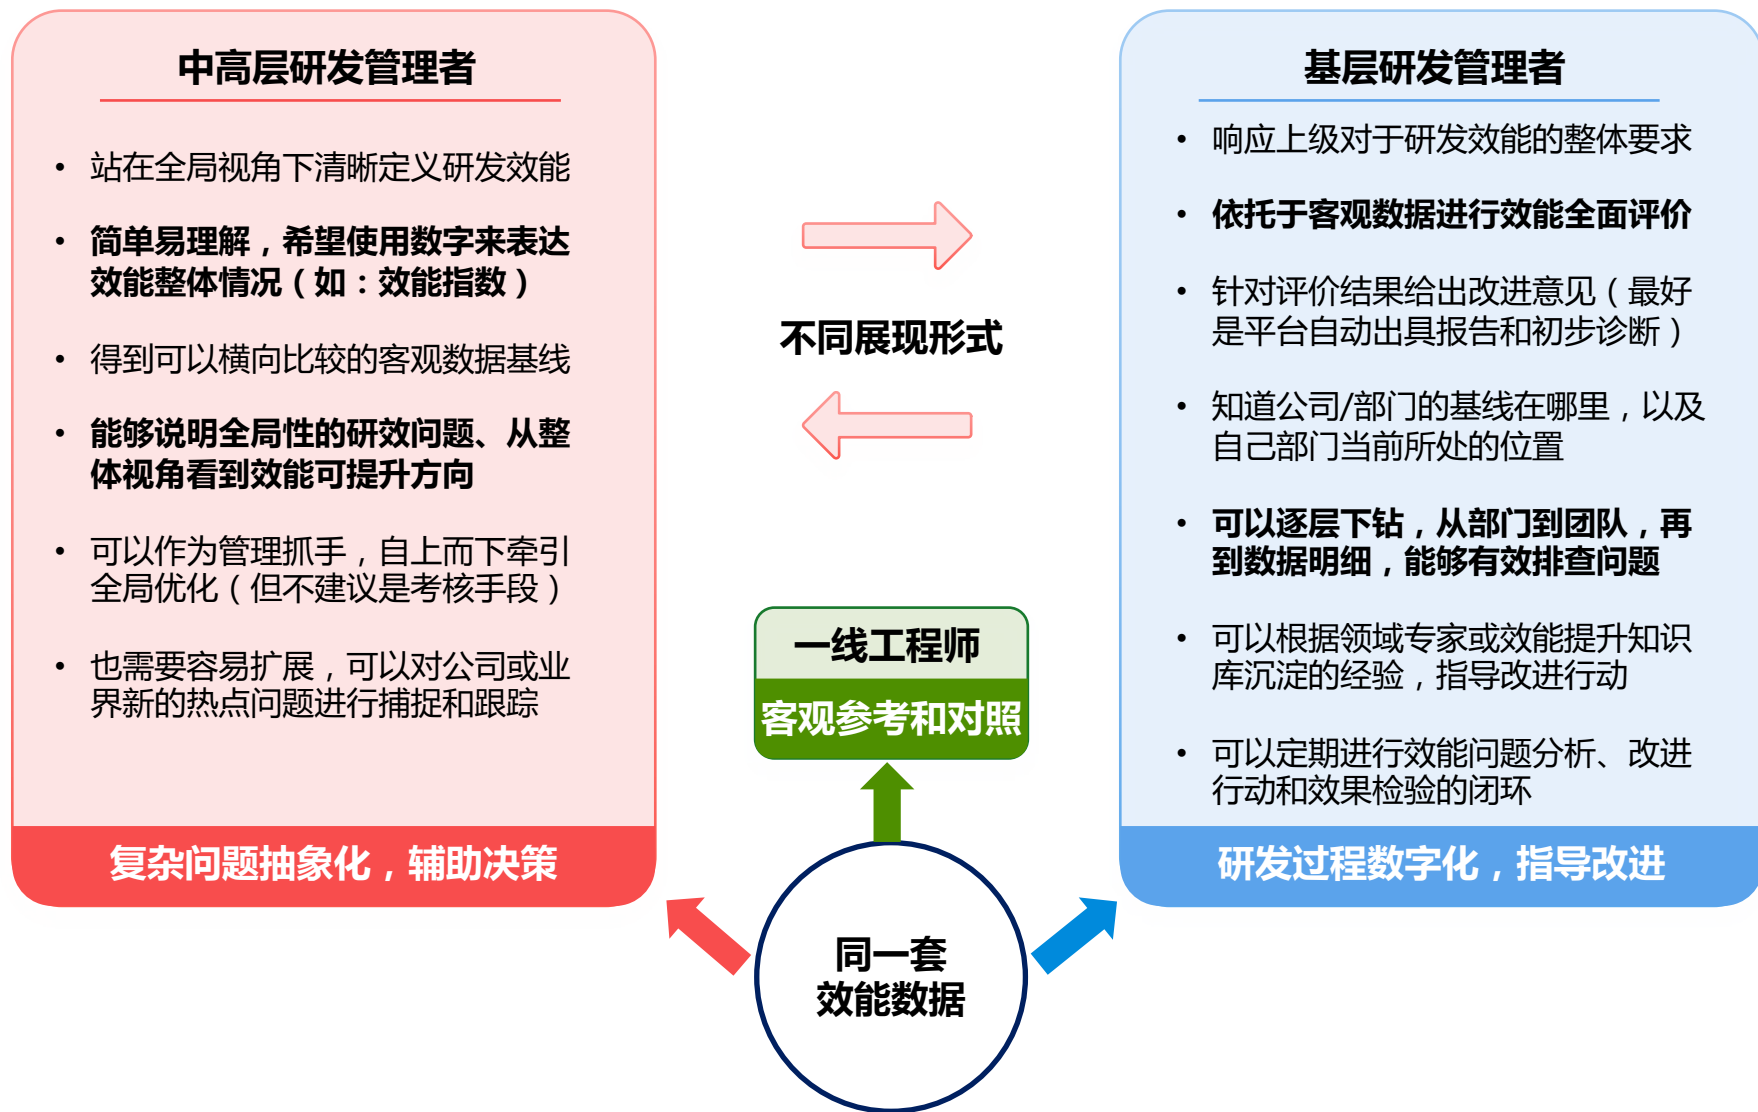 中高层研发管理者
• 站在全局视角下清晰定义研发效能
• 简单易理解，希望使用数字来表达
效能整体情况（如：效能指数）
• 得到可以横向比较的客观数据基线
• 能够说明全局性的研效问题、从整
体视角看到效能可提升方向
• 可以作为管理抓手，自上而下牵引
全局优化（但不建议是考核手段）
• 也需要容易扩展，可以对公司或业
界新的热点问题进行捕捉和跟踪
复杂问题抽象化，辅助决策
不同展现形式
一线工程师
客观参考和对照
同一套
效能数据
基层研发管理者
• 响应上级对于研发效能的整体要求
• 依托于客观数据进行效能全面评价
• 针对评价结果给出改进意见（最好
是平台自动出具报告和初步诊断）
• 知道公司/部门的基线在哪里，以及
自己部门当前所处的位置
• 可以逐层下钻，从部门到团队，再
到数据明细，能够有效排查问题
• 可以根据领域专家或效能提升知识
库沉淀的经验，指导改进行动
• 可以定期进行效能问题分析、改进
行动和效果检验的闭环
研发过程数字化，指导改进